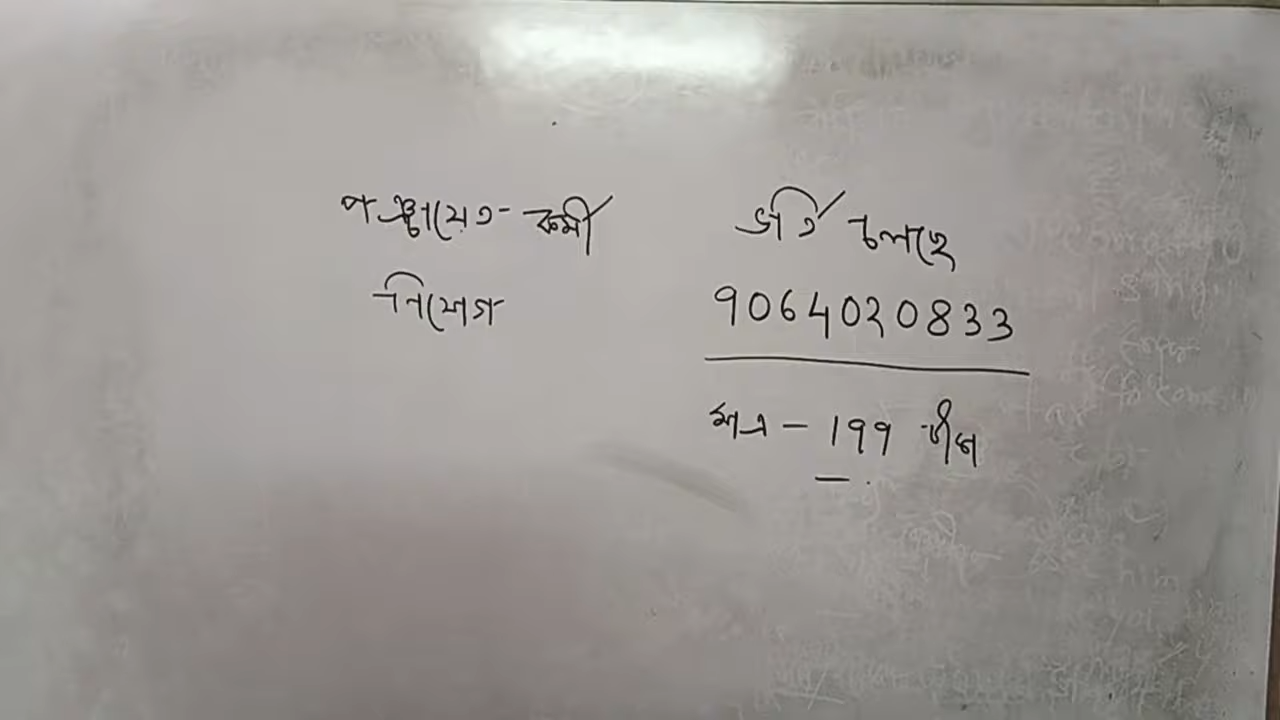 পঞ্চায়েত কর্মী
নিয়োগ
ভর্তি চলছে
9064020833
মাত্র - 199 টাকা